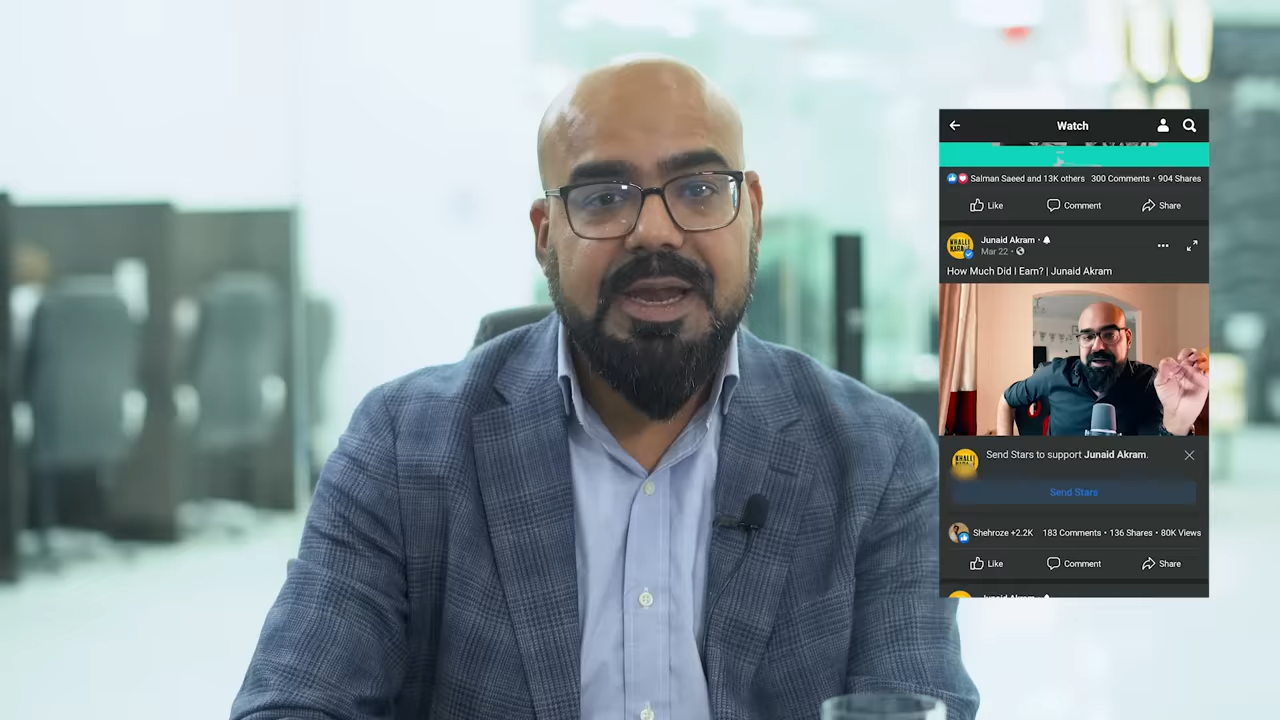 Watch
Salman Saeed and 13K others 300 Comments • 904 Shares
Like Comment Share
Junaid Akram •
Mar 22 •
How Much Did I Earn? | Junaid Akram
Send Stars to support Junaid Akram.
Send Stars
Shehroze +2.2K 183 Comments • 136 Shares • 80K Views
Like Comment Share
Junaid Akram •